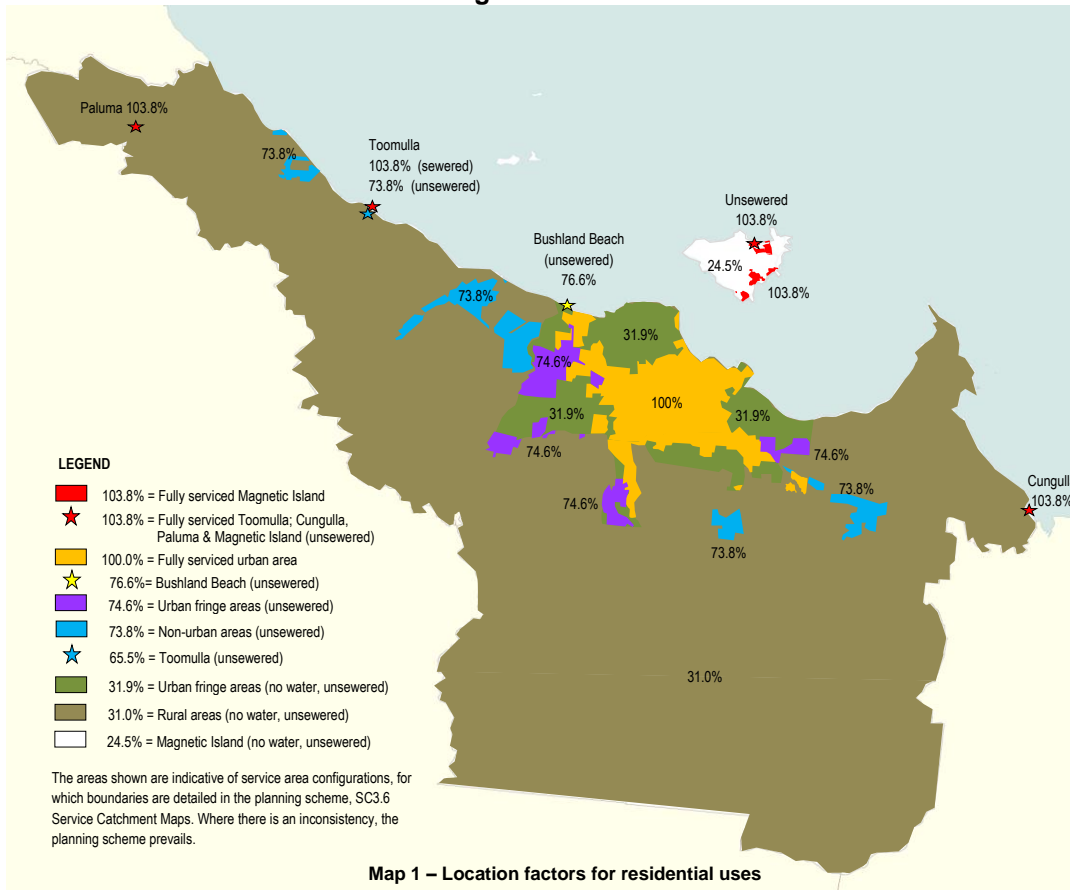 Paluma 103.8%
73.8%
Toomulla
103.8% (sewered)
73.8% (unsewered)
Unsewered
103.8%
24.5%
103.8%
Bushland Beach
(unsewered)
76.6%
73.8%
31.9%
74.6%
100%
31.9%
31.9%
74.6%
74.6%
74.6%
73.8%
73.8%
Cungulla
103.8%
31.0%
LEGEND
103.8% = Fully serviced Magnetic Island
103.8% = Fully serviced Toomulla; Cungulla,
Paluma & Magnetic Island (unsewered)
100.0% = Fully serviced urban area
76.6%= Bushland Beach (unsewered)
74.6% = Urban fringe areas (unsewered)
73.8% = Non-urban areas (unsewered)
65.5% = Toomulla (unsewered)
31.9% = Urban fringe areas (no water, unsewered)
31.0% = Rural areas (no water, unsewered)
24.5% = Magnetic Island (no water, unsewered)
The areas shown are indicative of service area configurations, for
which boundaries are detailed in the planning scheme, SC3.6
Service Catchment Maps. Where there is an inconsistency, the
planning scheme prevails.
Map 1 – Location factors for residential uses